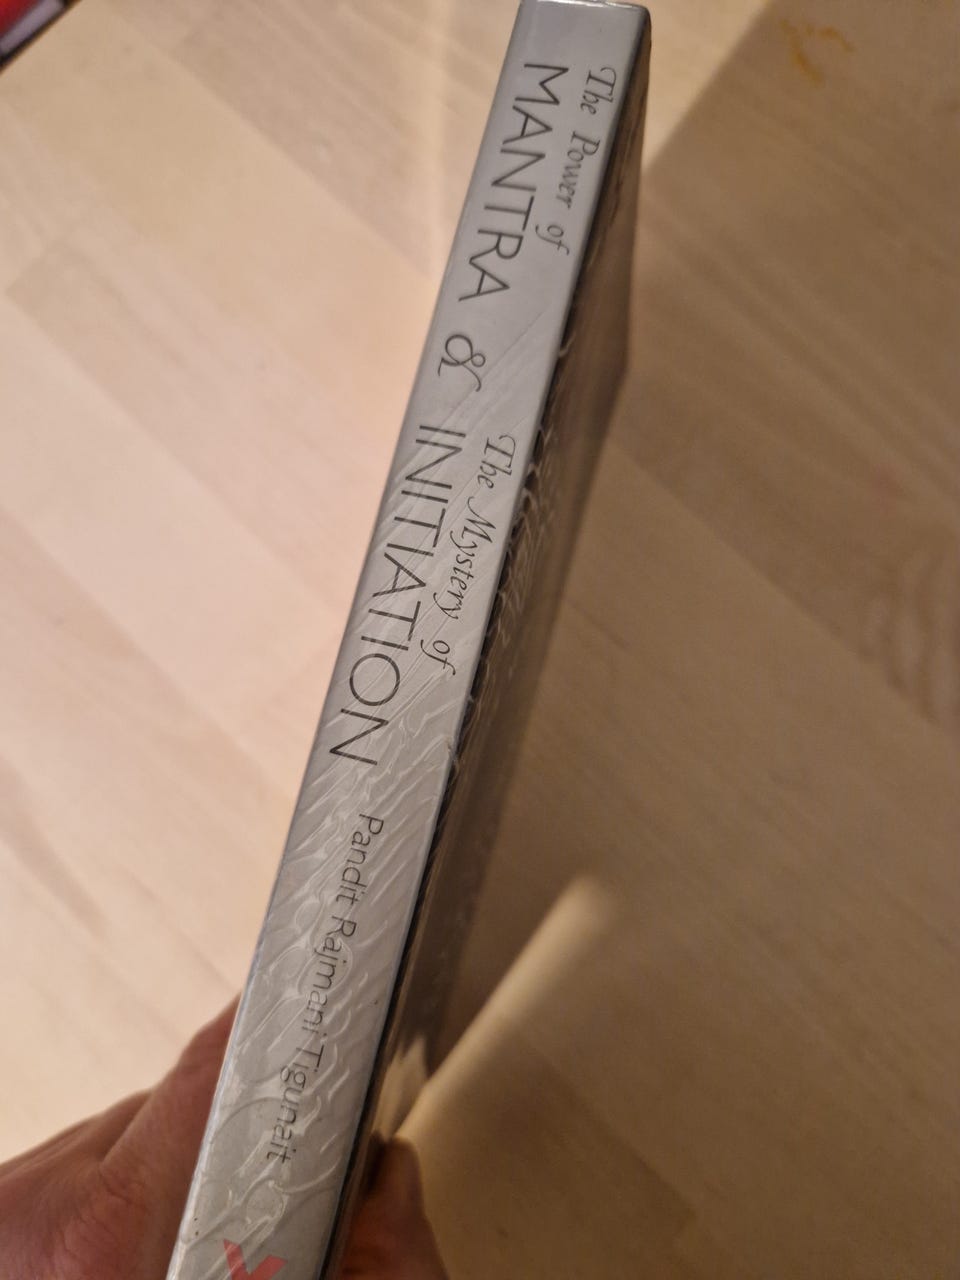 The Power of
MANTRA &
The Mystery of
INITIATION
Pandit Rajmani Tigunait